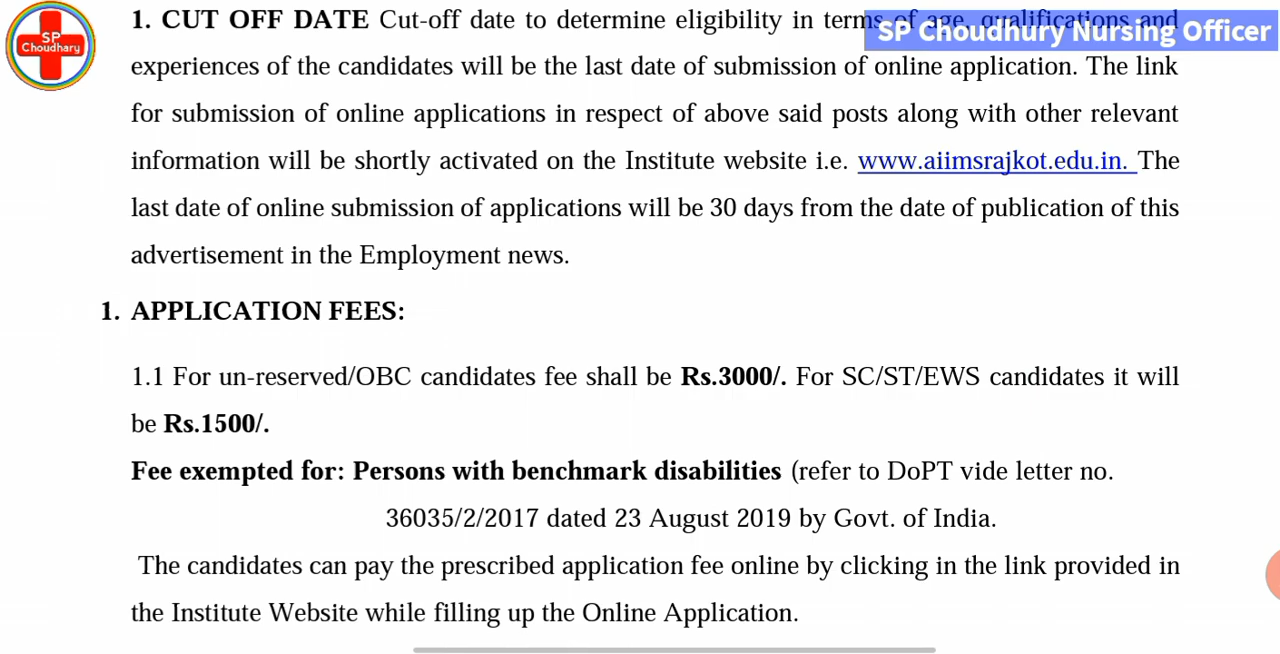 SP
Choudhary
SP Choudhury Nursing Officer
1. CUT OFF DATE Cut-off date to determine eligibility in terms of age, qualifications and
experiences of the candidates will be the last date of submission of online application. The link
for submission of online applications in respect of above said posts along with other relevant
information will be shortly activated on the Institute website i.e. www.aiimsrajkot.edu.in. The
last date of online submission of applications will be 30 days from the date of publication of this
advertisement in the Employment news.
1. APPLICATION FEES:
1.1 For un-reserved/OBC candidates fee shall be Rs.3000/. For SC/ST/EWS candidates it will
be Rs.1500/.
Fee exempted for: Persons with benchmark disabilities (refer to DoPT vide letter no.
36035/2/2017 dated 23 August 2019 by Govt. of India.
The candidates can pay the prescribed application fee online by clicking in the link provided in
the Institute Website while filling up the Online Application.